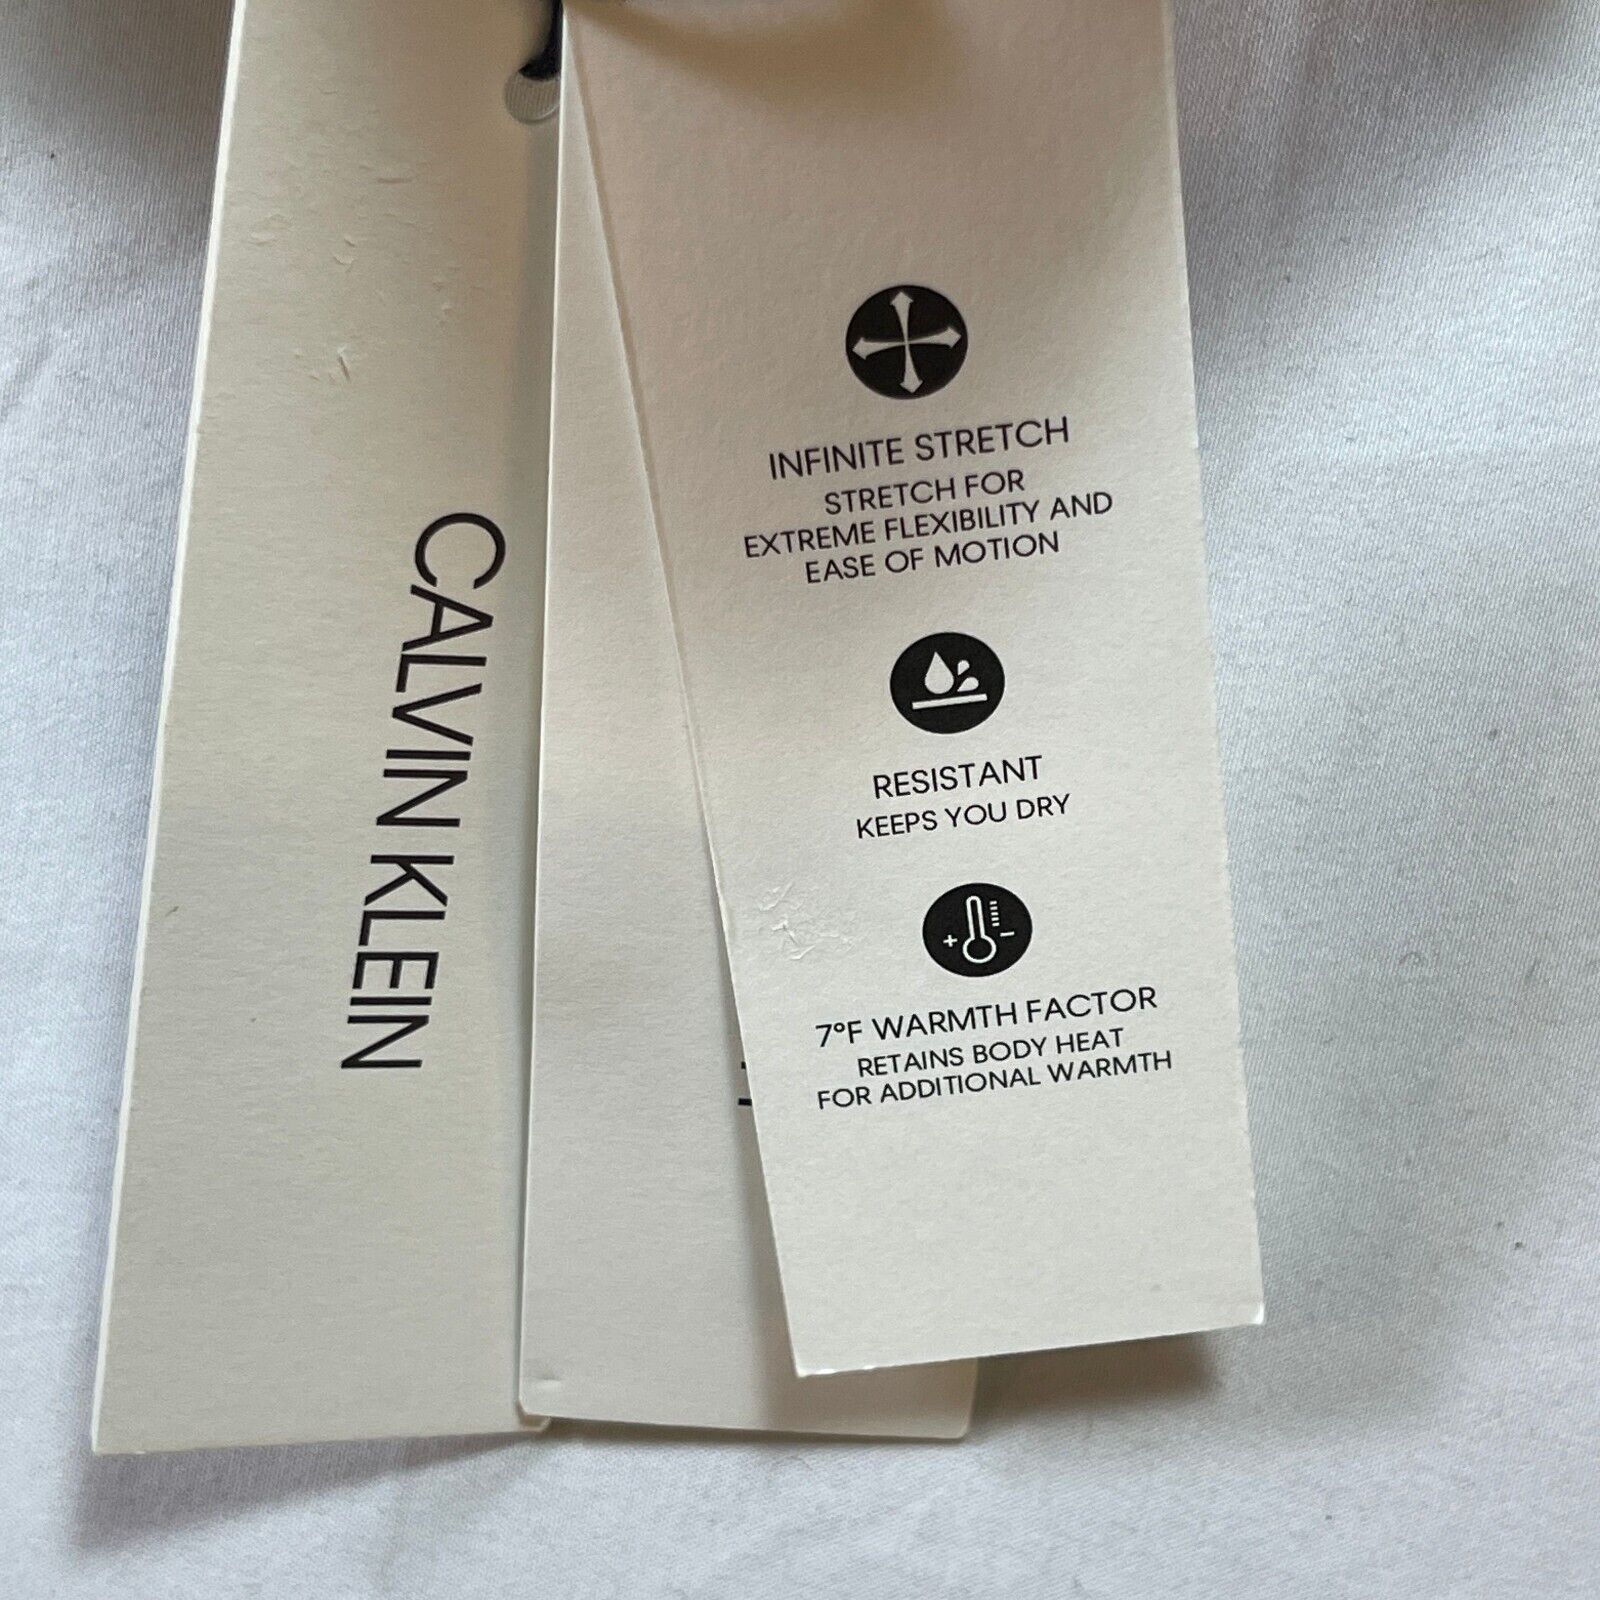 CALVIN KLEIN
INFINITE STRETCH
STRETCH FOR
EXTREME FLEXIBILITY AND
EASE OF MOTION
RESISTANT
KEEPS YOU DRY
+ -
7°F WARMTH FACTOR
RETAINS BODY HEAT
FOR ADDITIONAL WARMTH